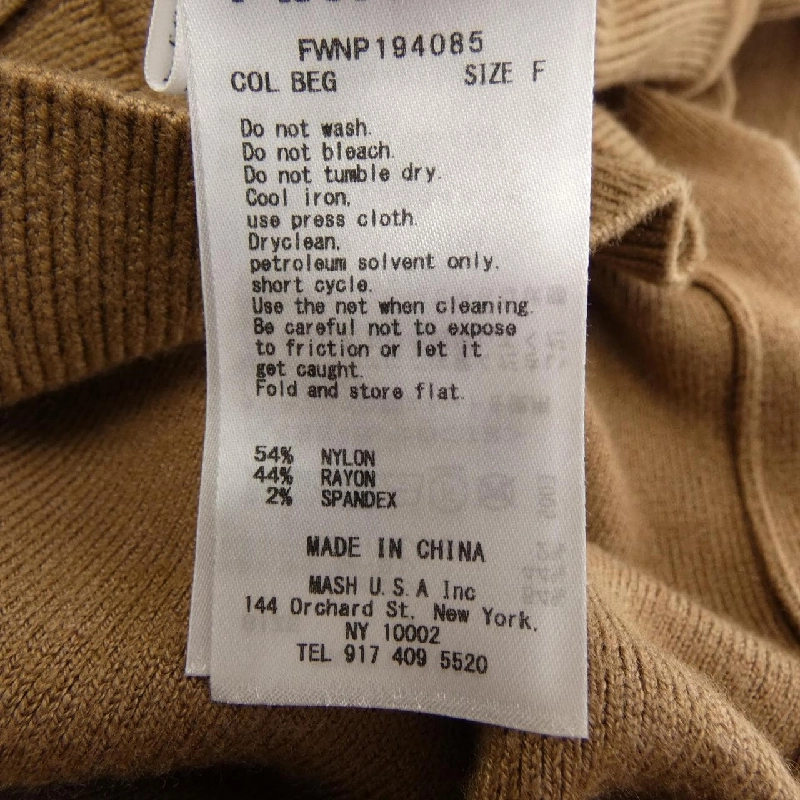 FWNP194085
COL BEG SIZE F
Do not wash.
Do not bleach.
Do not tumble dry.
Cool iron,
use press cloth.
Dryclean,
petroleum solvent only.
short cycle.
Use the net when cleaning.
Be careful not to expose
to friction or let it
get caught.
Fold and store flat.
54% NYLON
44% RAYON
2% SPANDEX
MADE IN CHINA
MASH U.S.A Inc
144 Orchard St. New York.
NY 10002
TEL 917 409 5520